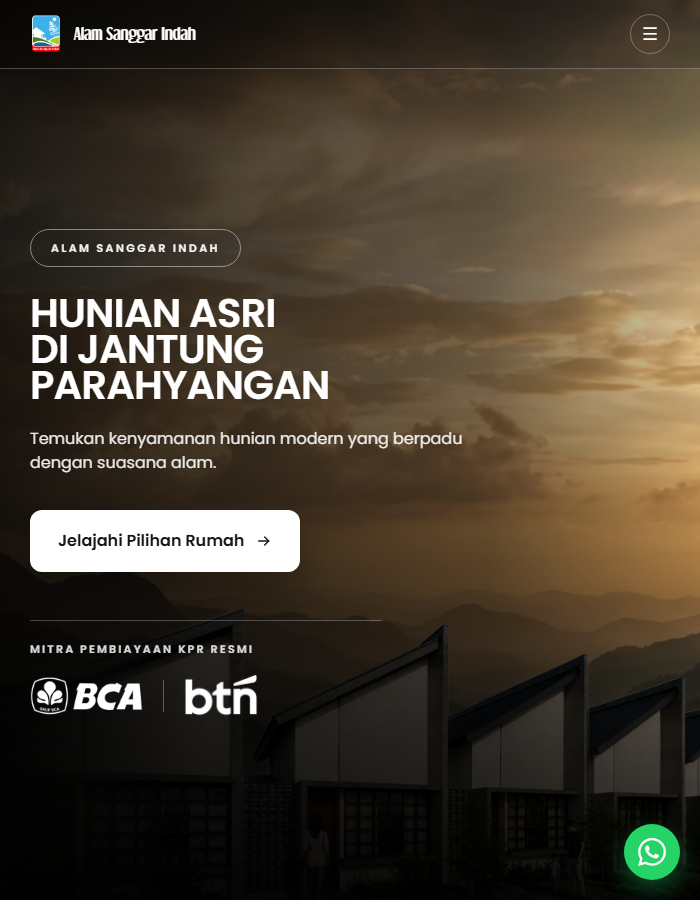 Alam Sanggar Indah
ALAM SANGGAR INDAH
HUNIAN ASRI
DI JANTUNG
PARAHYANGAN
Temukan kenyamanan hunian modern yang berpadu
dengan suasana alam.
Jelajahi Pilihan Rumah →
MITRA PEMBIAYAAN KPR RESMI
BCA
btn